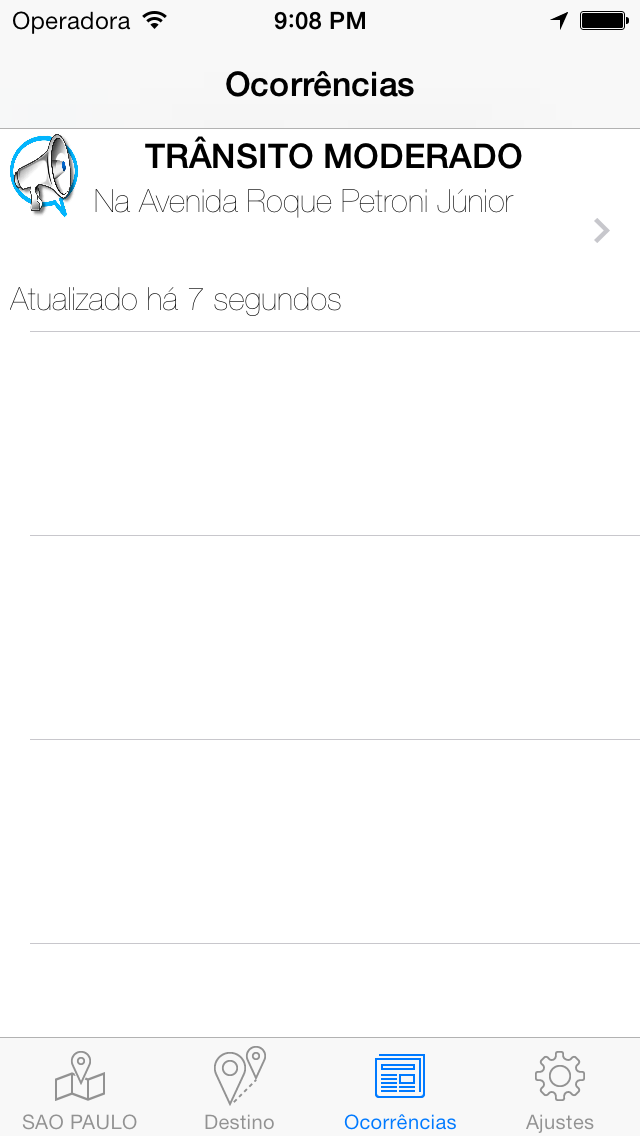 Operadora 9:08 PM
Ocorrências
TRÂNSITO MODERADO
Na Avenida Roque Petroni Júnior
Atualizado há 7 segundos
SAO PAULO Destino Ocorrências Ajustes